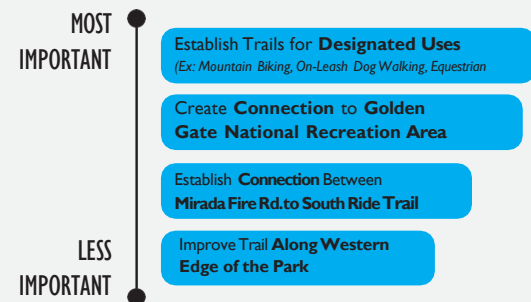 MOST
IMPORTANT
Establish Trails for Designated Uses
(Ex: Mountain Biking, On-Leash Dog Walking, Equestrian
Create Connection to Golden
Gate National Recreation Area
Establish Connection Between
Mirada Fire Rd.to South Ride Trail
LESS
IMPORTANT
Improve Trail Along Western
Edge of the Park